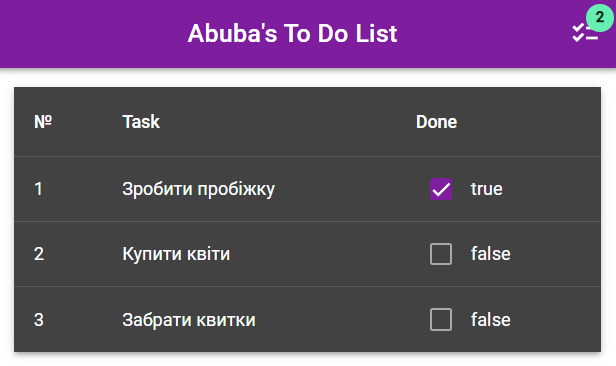 Abuba's To Do List
2
№ Task Done
1 Зробити пробіжку true
2 Купити квіти false
3 Забрати квитки false